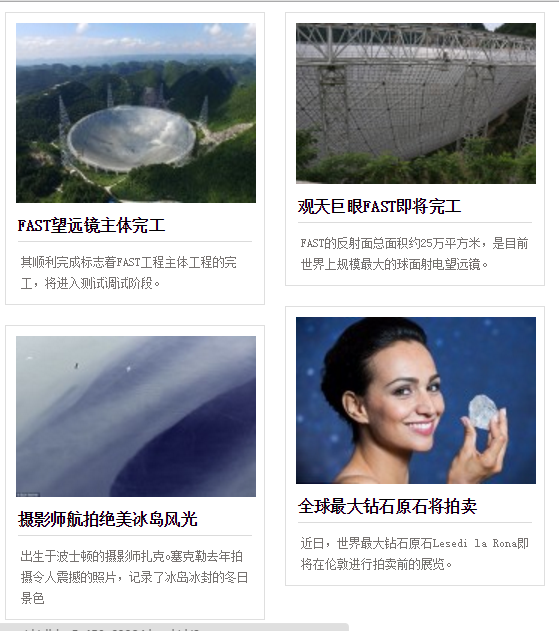 FAST望远镜主体完工
其顺利完成标志着FAST工程主体工程的完
工，将进入测试调试阶段。
观天巨眼FAST即将完工
FAST的反射面总面积约25万平方米，是目前
世界上规模最大的球面射电望远镜。
摄影师航拍绝美冰岛风光
出生于波士顿的摄影师扎克•塞克勒去年拍
摄令人震撼的照片，记录了冰岛冰封的冬日
景色
全球最大钻石原石将拍卖
近日，世界最大钻石原石Lesedi la Rona即
将在伦敦进行拍卖前的展览。